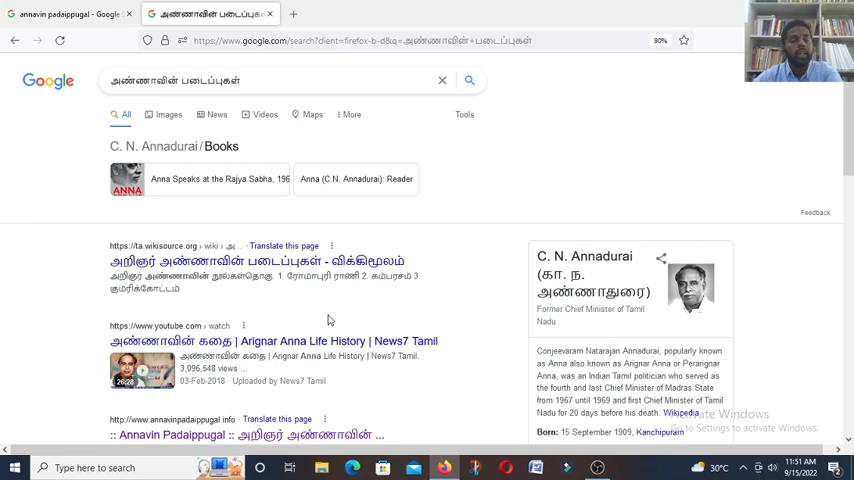 annavin padaippugal - Google S
அண்ணாவின் படைப்புகள்
https://www.google.com/search?client=firefox-b-d&q=அண்ணாவின்+படைப்புகள்
90%
Google
அண்ணாவின் படைப்புகள்
All
Images
News
Videos
Maps
More
Tools
C. N. Annadurai/Books
ANNA
Anna Speaks at the Rajya Sabha, 196
Anna (C.N. Annadurai): Reader
Feedback
https://ta.wikisource.org › wiki › அ... · Translate this page
அறிஞர் அண்ணாவின் படைப்புகள் - விக்கிமூலம்
அறிஞர் அண்ணாவின் நூல்கள்தொகு. 1. ரோமாபுரி ராணி 2. கம்பரசம் 3.
குமரிக்கோட்டம்
https://www.youtube.com › watch
அண்ணாவின் கதை | Arignar Anna Life History | News7 Tamil
அண்ணாவின் கதை | Arignar Anna Life History | News7 Tamil.
3,096,548 views ...
26:28
03-Feb-2018 · Uploaded by News7 Tamil
http://www.annavinpadaippugal.info · Translate this page
:: Annavin Padaippugal :: அறிஞர் அண்ணாவின் ...
C. N. Annadurai
(கா. ந.
அண்ணாதுரை)
Former Chief Minister of Tamil
Nadu
Conjeevaram Natarajan Annadurai, popularly known
as Anna also known as Arignar Anna or Perarignar
Anna, was an Indian Tamil politician who served as
the fourth and last Chief Minister of Madras State
from 1967 until 1969 and first Chief Minister of Tamil
Nadu for 20 days before his death. Wikipedia
Born: 15 September 1909, Kanchipuram
Activate Windows
Go to Settings to activate Windows.
Type here to search
30°C
11:51 AM
9/15/2022
2